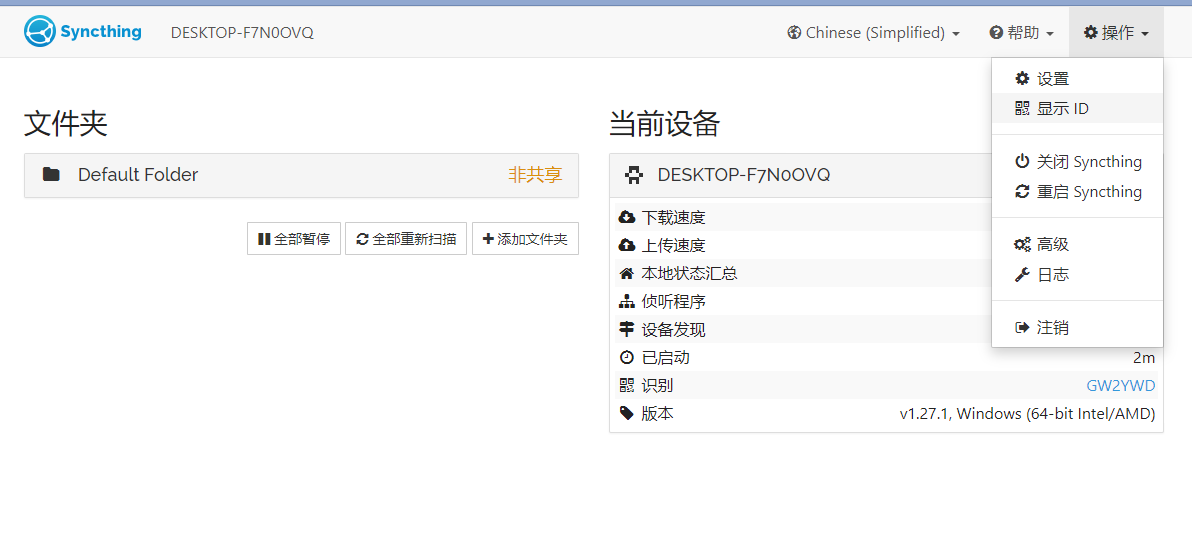 Syncthing DESKTOP-F7N0OVQ Chinese (Simplified) 帮助 操作
设置
显示 ID
关闭 Syncthing
重启 Syncthing
高级
日志
注销
文件夹
Default Folder 非共享
全部暂停 全部重新扫描 添加文件夹
当前设备
DESKTOP-F7N0OVQ
下载速度
上传速度
本地状态汇总
侦听程序
设备发现
已启动 2m
识别 GW2YWD
版本 v1.27.1, Windows (64-bit Intel/AMD)